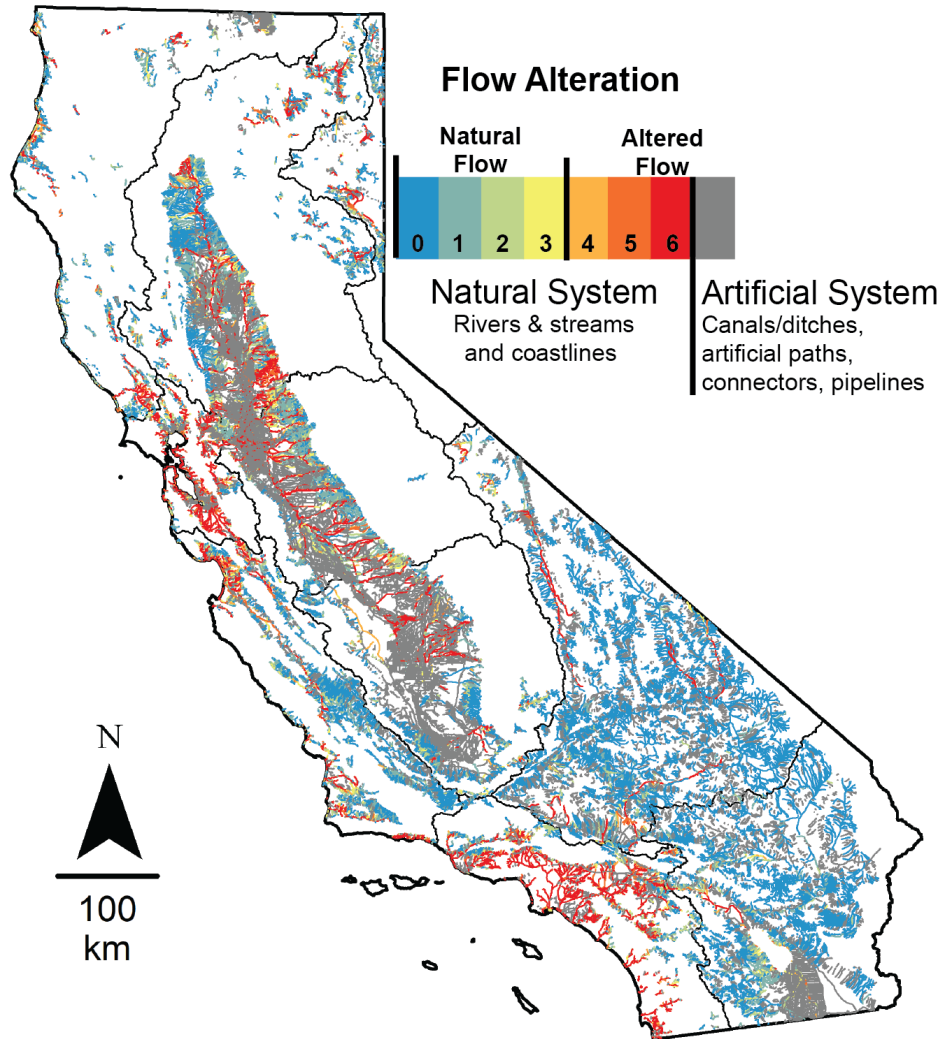 Flow Alteration
Natural
Flow
Altered
Flow
0 1 2 3 4 5 6
Natural System
Rivers & streams
and coastlines
Artificial System
Canals/ditches,
artificial paths,
connectors, pipelines
N
100
km